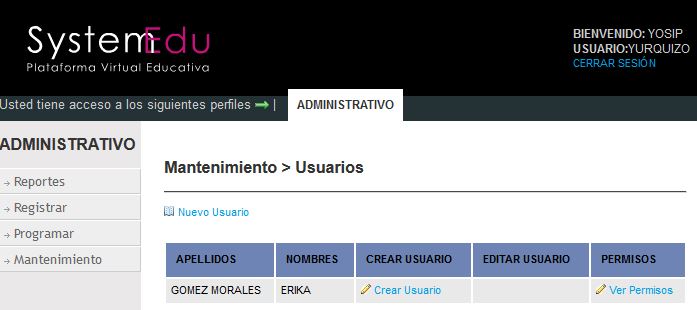 SystemEdu
Plataforma Virtual Educativa
BIENVENIDO: YOSIP
USUARIO:YURQUIZO
CERRAR SESIÓN
Usted tiene acceso a los siguientes perfiles | ADMINISTRATIVO
ADMINISTRATIVO
Reportes
Registrar
Programar
Mantenimiento
Mantenimiento > Usuarios
Nuevo Usuario
APELLIDOS NOMBRES CREAR USUARIO EDITAR USUARIO PERMISOS
GOMEZ MORALES ERIKA Crear Usuario Ver Permisos